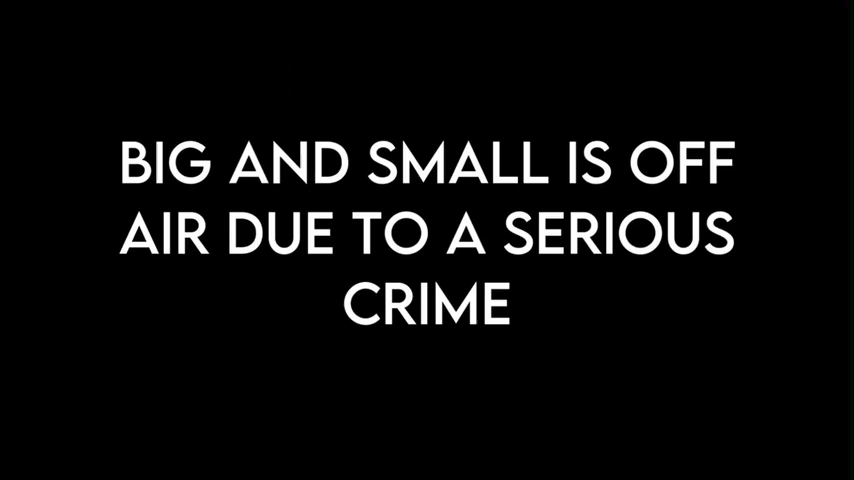 BIG AND SMALL IS OFF
AIR DUE TO A SERIOUS
CRIME